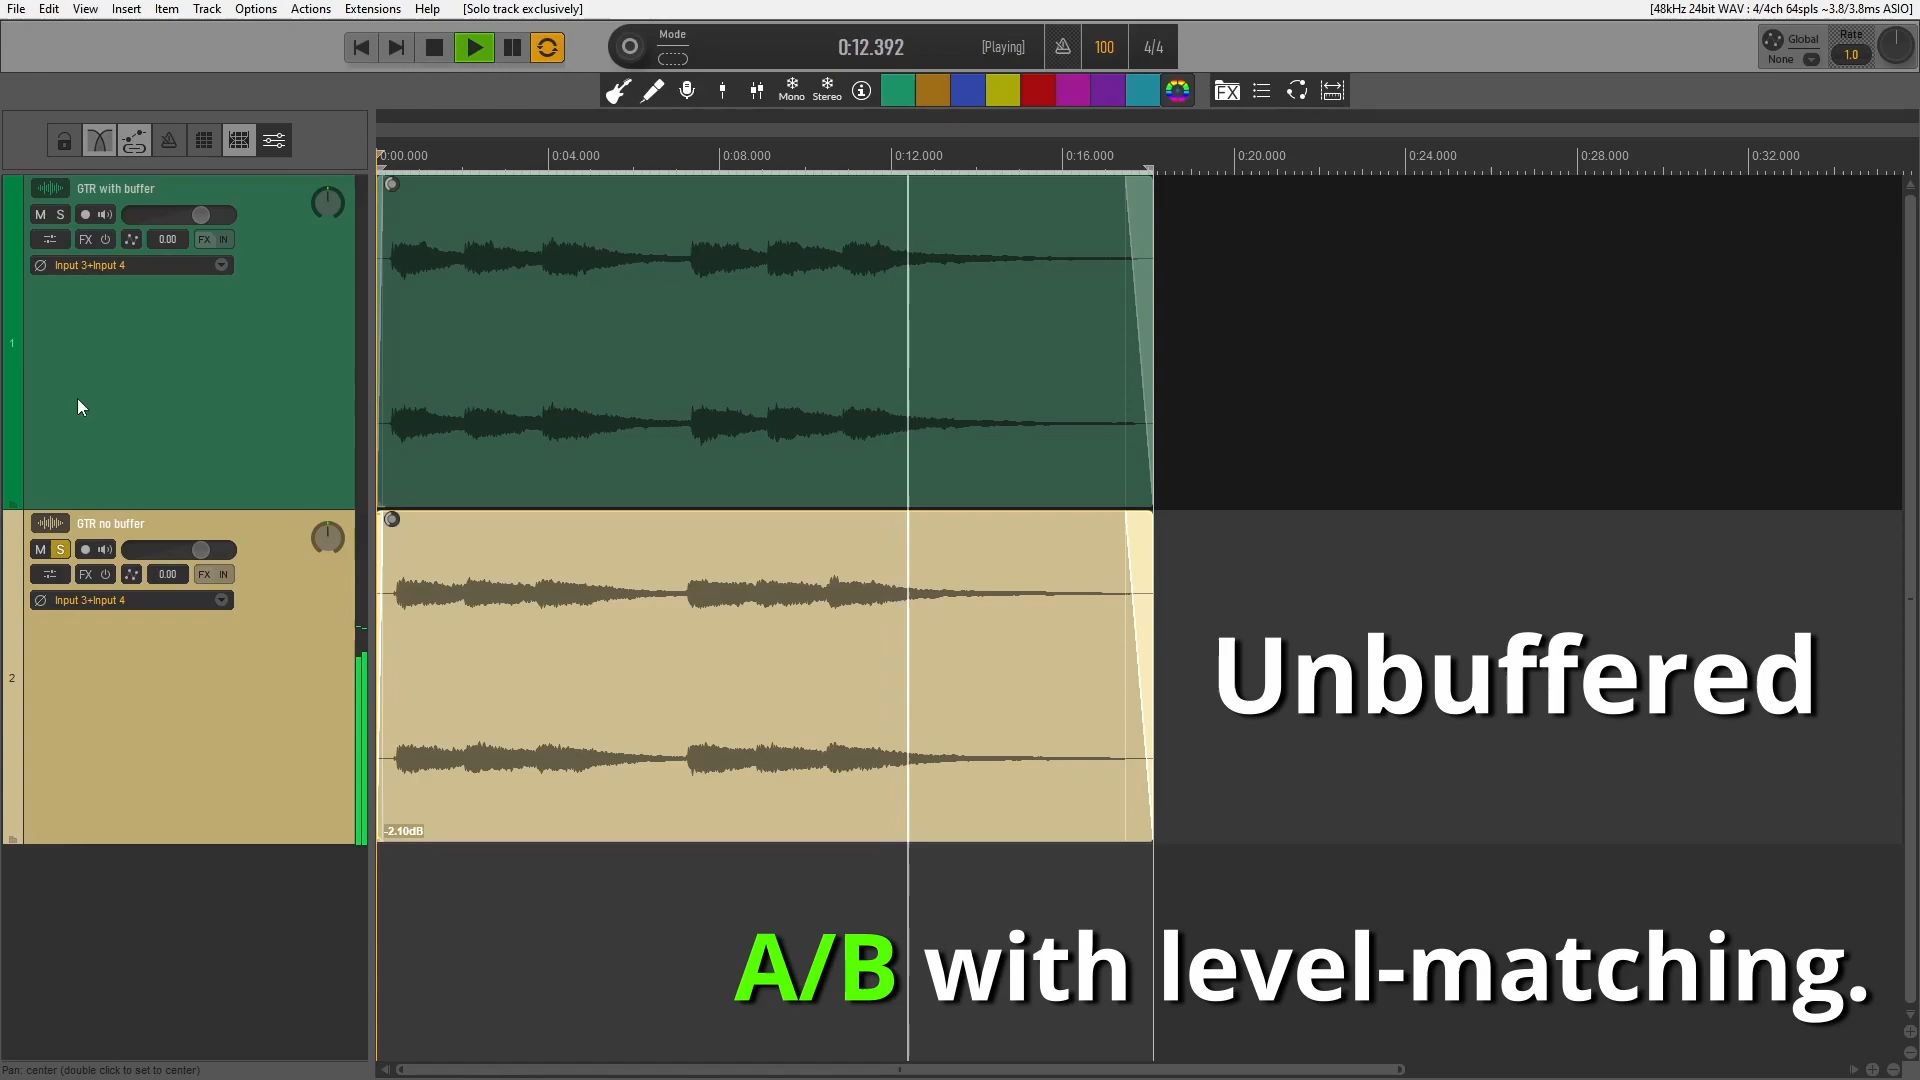 File Edit View Insert Item Track Options Actions Extensions Help [Solo track exclusively] [48kHz 24bit WAV : 4/4ch 64spls ~3.8/3.8ms ASIO]
Mode 0:12.392 [Playing] 100 4/4 Global None Rate 1.0
Mono Stereo FX
0:00.000 0:04.000 0:08.000 0:12.000 0:16.000 0:20.000 0:24.000 0:28.000 0:32.000
GTR with buffer
M S
FX 0.00 FX IN
Input 3+Input 4
1
GTR no buffer
M S
FX 0.00 FX IN
Input 3+Input 4
2
Unbuffered
-2.10dB
A/B with level-matching.
Pan: center (double click to set to center)